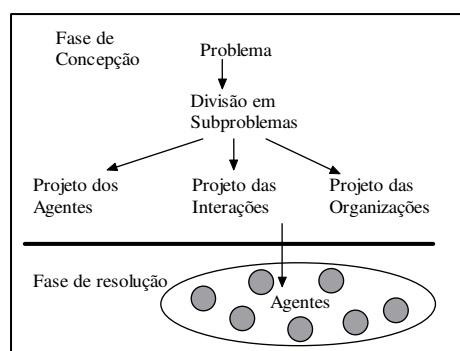 Fase de
Concepção
Problema
Divisão em
Subproblemas
Projeto dos
Agentes
Projeto das
Interações
Projeto das
Organizações
Fase de resolução
Agentes